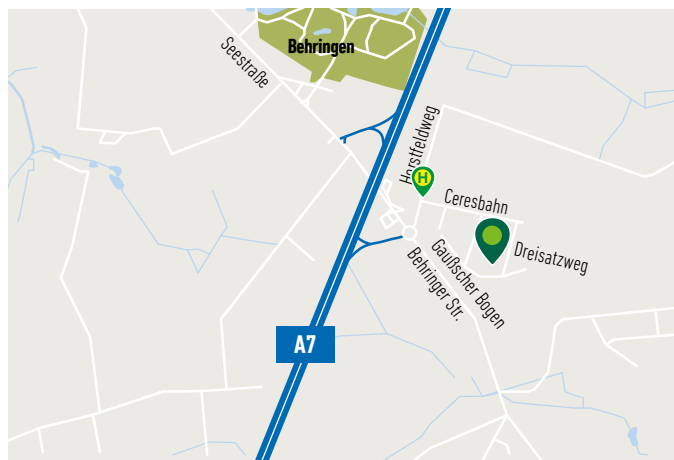 Behringen
Seestraße
Horstfeldweg
H
Ceresbahn
Dreisatzweg
Gaußscher Bogen
Behringer Str.
A7